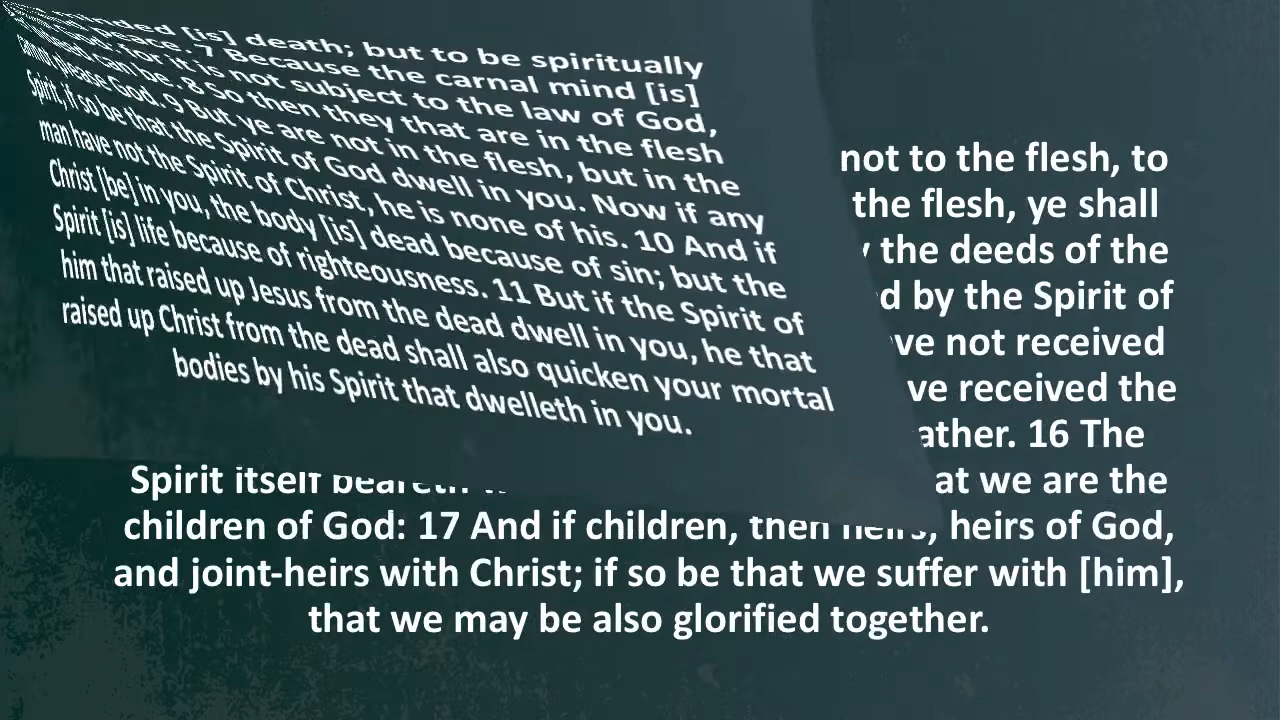 minded [is] death; but to be spiritually
peace. 7 Because the carnal mind [is]
God: for it is not subject to the law of God,
indeed can be. 8 So then they that are in the flesh
cannot please God. 9 But ye are not in the flesh, but in the
Spirit, if so be that the Spirit of God dwell in you. Now if any
man have not the Spirit of Christ, he is none of his. 10 And if
Christ [be] in you, the body [is] dead because of sin; but the
Spirit [is] life because of righteousness. 11 But if the Spirit of
him that raised up Jesus from the dead dwell in you, he that
raised up Christ from the dead shall also quicken your mortal
bodies by his Spirit that dwelleth in you.
not to the flesh, to
the flesh, ye shall
the deeds of the
by the Spirit of
not received
received the
16 The
Spirit itself beareth at we are the
children of God: 17 And if children, then heirs, heirs of God,
and joint-heirs with Christ; if so be that we suffer with [him],
that we may be also glorified together.